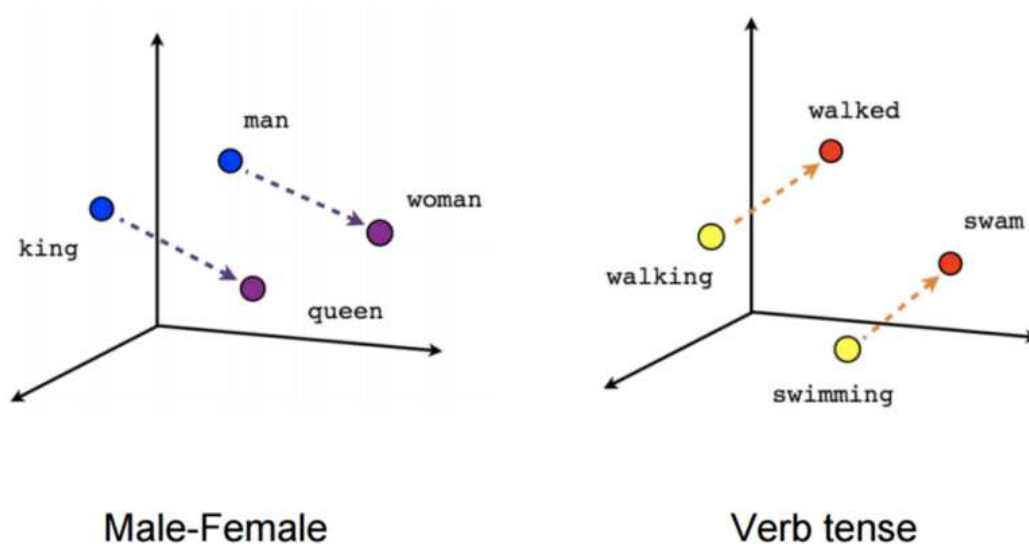 man
woman
king
queen
Male-Female
walked
swam
walking
swimming
Verb tense